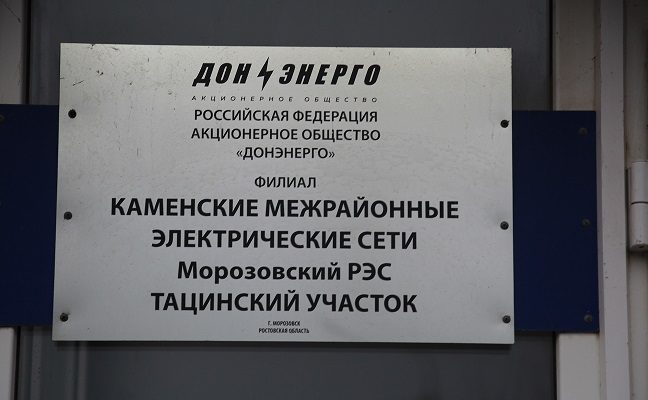 ДОН ЭНЕРГО
АКЦИОНЕРНОЕ ОБЩЕСТВО
РОССИЙСКАЯ ФЕДЕРАЦИЯ
АКЦИОНЕРНОЕ ОБЩЕСТВО
«ДОНЭНЕРГО»
ФИЛИАЛ
КАМЕНСКИЕ МЕЖРАЙОННЫЕ
ЭЛЕКТРИЧЕСКИЕ СЕТИ
Морозовский РЭС
ТАЦИНСКИЙ УЧАСТОК
Г. МОРОЗОВСК
РОСТОВСКАЯ ОБЛАСТЬ